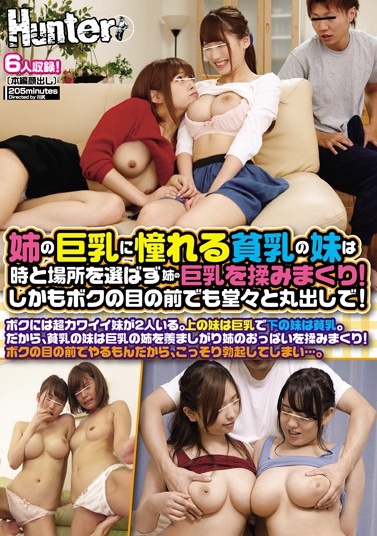 Hunter
6人収録!
[本編顔出し]
205minutes
Directed by 川尻
姉の巨乳に憧れる貧乳の妹は
時と場所を選ばず姉の巨乳を揉みまくり!
しかもボクの目の前でも堂々と丸出しで!
ボクには超カワイイ妹が2人いる。上の妹は巨乳で下の妹は貧乳。
だから、貧乳の妹は巨乳の姉を羨ましがり姉のおっぱいを揉みまくり!
ボクの目の前でやるもんだから、こっそり勃起してしまい…。